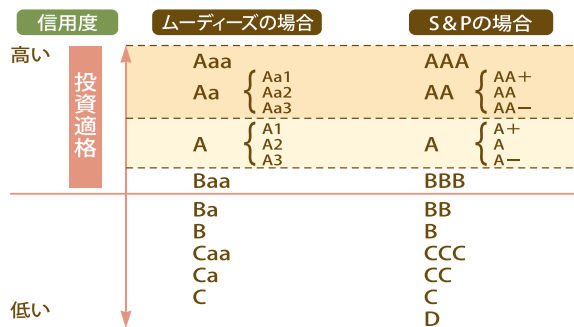 信用度 ムーディーズの場合 S&Pの場合
高い
投資適格
Aaa AAA
Aa { Aa1 Aa2 Aa3 AA { AA+ AA AA−
A { A1 A2 A3 A { A+ A A−
Baa BBB
Ba BB
B B
Caa CCC
Ca CC
C C
低い D